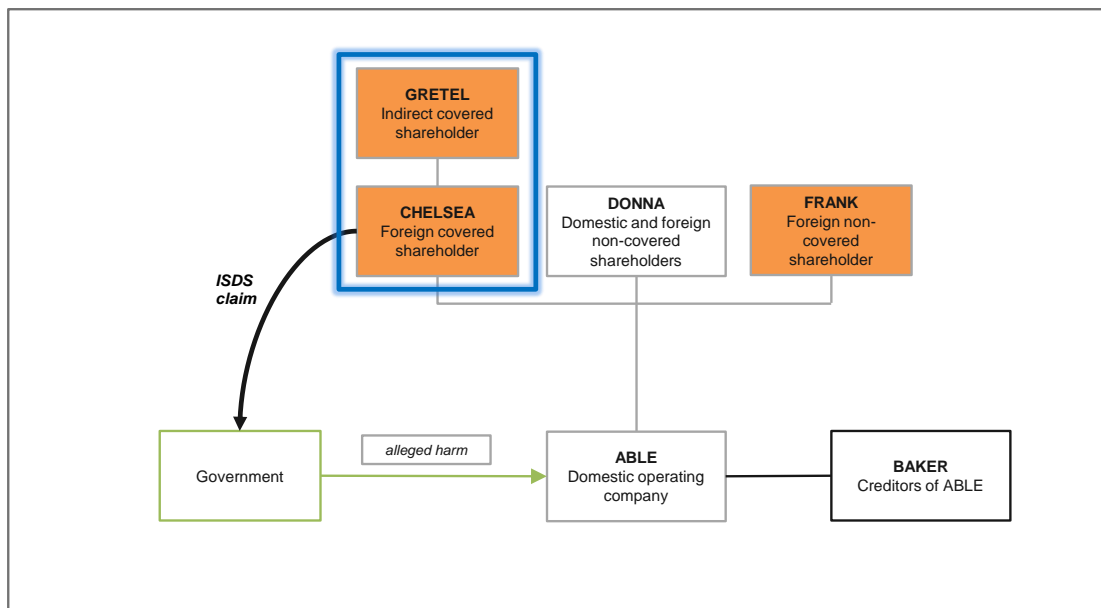 GRETEL
Indirect covered
shareholder
CHELSEA
Foreign covered
shareholder
DONNA
Domestic and foreign
non-covered
shareholders
FRANK
Foreign non-
covered
shareholder
ISDS
claim
Government
alleged harm
ABLE
Domestic operating
company
BAKER
Creditors of ABLE